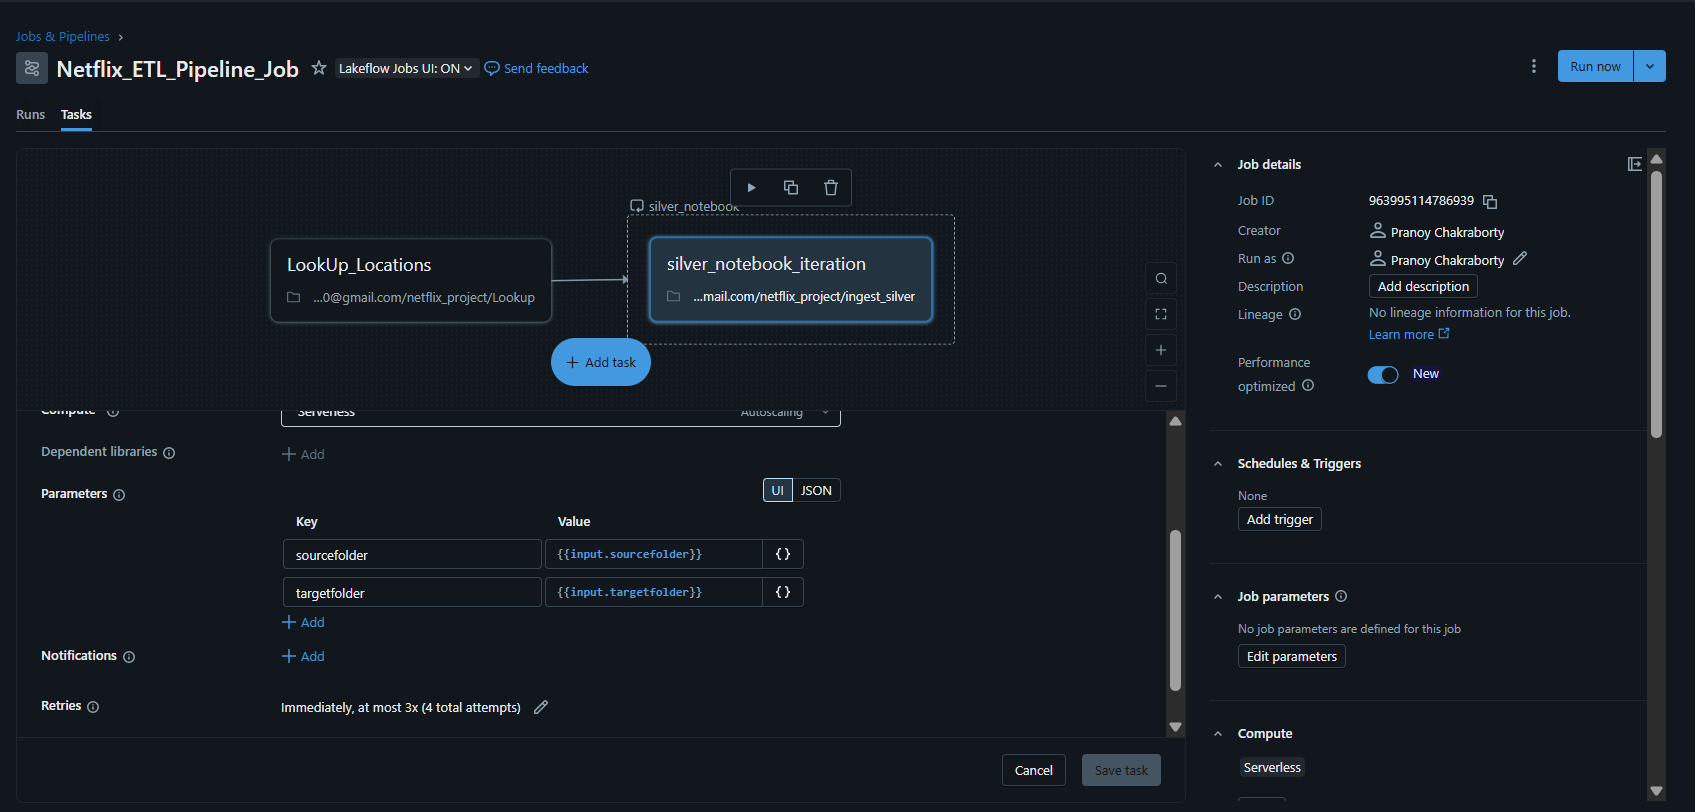 Jobs & Pipelines
Netflix_ETL_Pipeline_Job
Lakeflow Jobs UI: ON
Send feedback
Run now
Runs
Tasks
silver_notebook
LookUp_Locations
...0@gmail.com/netflix_project/Lookup
silver_notebook_iteration
...mail.com/netflix_project/ingest_silver
+ Add task
Compute
Serverless
Autoscaling
Dependent libraries
+ Add
Parameters
UI
JSON
Key
Value
sourcefolder
{{input.sourcefolder}}
{}
targetfolder
{{input.targetfolder}}
{}
+ Add
Notifications
+ Add
Retries
Immediately, at most 3x (4 total attempts)
Cancel
Save task
Job details
Job ID
963995114786939
Creator
Pranoy Chakraborty
Run as
Pranoy Chakraborty
Description
Add description
Lineage
No lineage information for this job.
Learn more
Performance
optimized
New
Schedules & Triggers
None
Add trigger
Job parameters
No job parameters are defined for this job
Edit parameters
Compute
Serverless